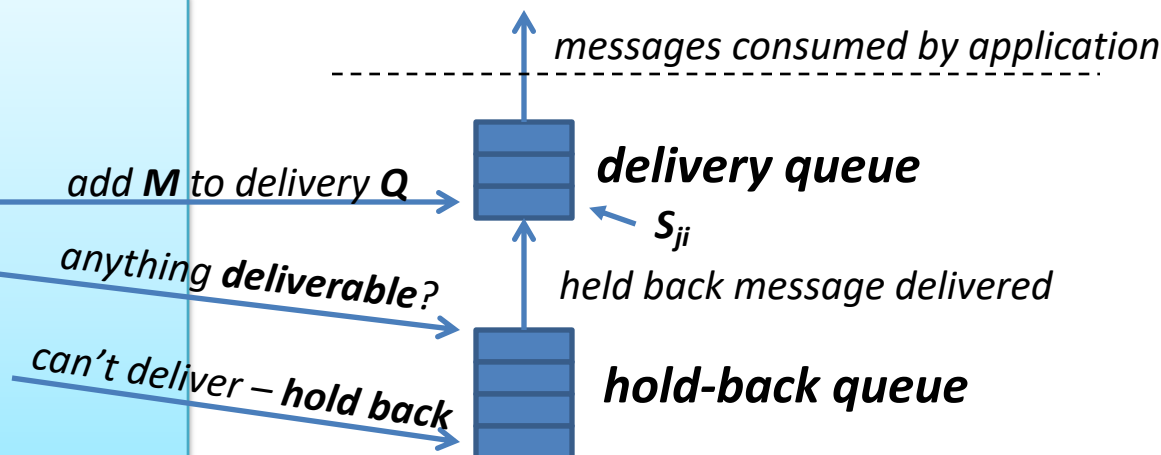 messages consumed by application
delivery queue
add M to delivery Q
Sji
anything deliverable?
held back message delivered
can't deliver – hold back
hold-back queue